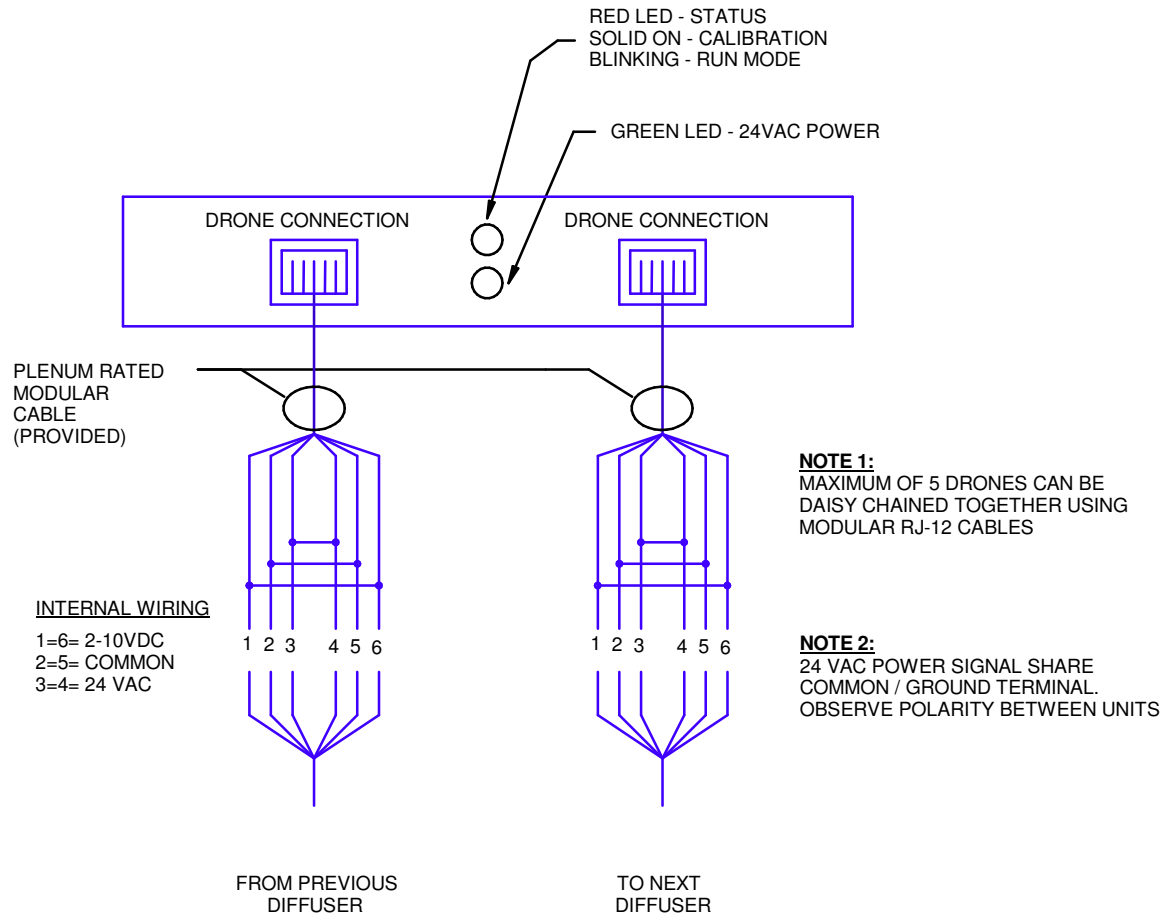 RED LED - STATUS
SOLID ON - CALIBRATION
BLINKING - RUN MODE
GREEN LED - 24VAC POWER
DRONE CONNECTION
DRONE CONNECTION
PLENUM RATED
MODULAR
CABLE
(PROVIDED)
NOTE 1:
MAXIMUM OF 5 DRONES CAN BE
DAISY CHAINED TOGETHER USING
MODULAR RJ-12 CABLES
INTERNAL WIRING
1=6= 2-10VDC
2=5= COMMON
3=4= 24 VAC
1 2 3 4 5 6
1 2 3 4 5 6
NOTE 2:
24 VAC POWER SIGNAL SHARE
COMMON / GROUND TERMINAL.
OBSERVE POLARITY BETWEEN UNITS
FROM PREVIOUS
DIFFUSER
TO NEXT
DIFFUSER